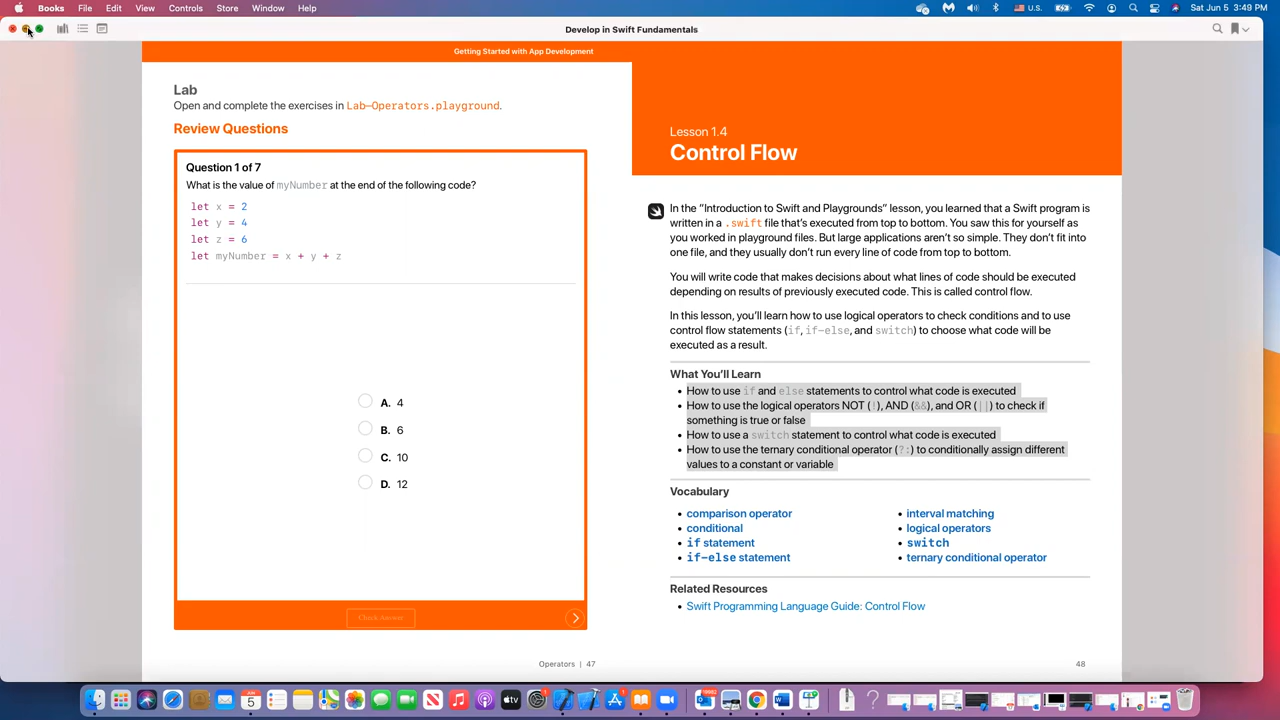 Books File Edit View Controls Store Window Help
U.S. Sat Jun 5 3:49 PM
Develop in Swift Fundamentals
Getting Started with App Development
Lab
Open and complete the exercises in Lab—Operators.playground.
Review Questions
Question 1 of 7
What is the value of myNumber at the end of the following code?
let x = 2
let y = 4
let z = 6
let myNumber = x + y + z
A. 4
B. 6
C. 10
D. 12
Check Answer
Operators | 47
Lesson 1.4
Control Flow
In the “Introduction to Swift and Playgrounds” lesson, you learned that a Swift program is
written in a .swift file that’s executed from top to bottom. You saw this for yourself as
you worked in playground files. But large applications aren’t so simple. They don’t fit into
one file, and they usually don’t run every line of code from top to bottom.
You will write code that makes decisions about what lines of code should be executed
depending on results of previously executed code. This is called control flow.
In this lesson, you’ll learn how to use logical operators to check conditions and to use
control flow statements (if, if-else, and switch) to choose what code will be
executed as a result.
What You’ll Learn
• How to use if and else statements to control what code is executed
• How to use the logical operators NOT (!), AND (&&), and OR (||) to check if
something is true or false
• How to use a switch statement to control what code is executed
• How to use the ternary conditional operator (?:) to conditionally assign different
values to a constant or variable
Vocabulary
• comparison operator
• conditional
• if statement
• if-else statement
• interval matching
• logical operators
• switch
• ternary conditional operator
Related Resources
• Swift Programming Language Guide: Control Flow
48